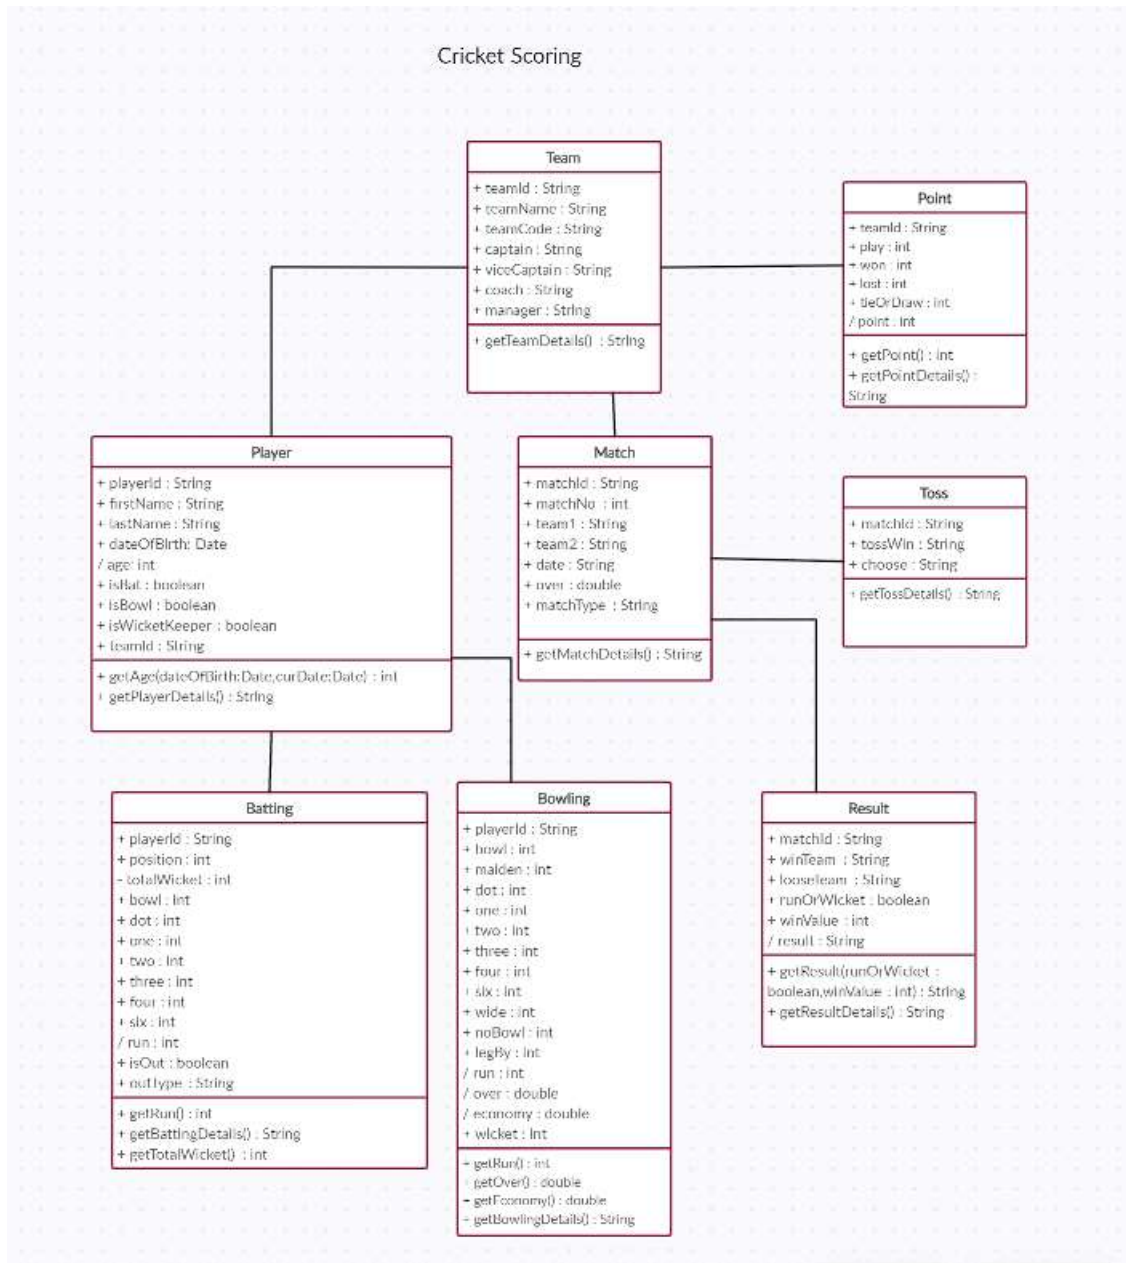 Cricket Scoring
Team
+ teamId : String
+ teamName : String
+ teamCode : String
+ captain : String
+ viceCaptain : String
+ coach : String
+ manager : String
+ getTeamDetails() : String
Point
+ teamId : String
+ play : int
+ won : int
+ lost : int
+ tieOrDraw : int
/ point : int
+ getPoint() : int
+ getPointDetails() :
String
Player
+ playerId : String
+ firstName : String
+ lastName : String
+ dateOfBirth: Date
/ age: int
+ isBat : boolean
+ isBowl : boolean
+ isWicketKeeper : boolean
+ teamId : String
+ getAge(dateOfBirth:Date,curDate:Date) : int
+ getPlayerDetails() : String
Match
+ matchId : String
+ matchNo : int
+ team1 : String
+ team2 : String
+ date : String
+ over : double
+ matchType : String
+ getMatchDetails() : String
Toss
+ matchId : String
+ tossWin : String
+ choose : String
+ getTossDetails() : String
Batting
+ playerId : String
+ position : int
- totalWicket : int
+ bowl : int
+ dot : int
+ one : int
+ two : int
+ three : int
+ four : int
+ six : int
/ run : int
+ isOut : boolean
+ outType : String
+ getRun() : int
+ getBattingDetails() : String
+ getTotalWicket() : int
Bowling
+ playerId : String
+ bowl : int
+ maiden : int
+ dot : int
+ one : int
+ two : int
+ three : int
+ four : int
+ six : int
+ wide : int
+ noBowl : int
+ legBy : int
/ run : int
/ over : double
/ economy : double
+ wicket : int
+ getRun() : int
+ getOver() : double
+ getEconomy() : double
+ getBowlingDetails() : String
Result
+ matchId : String
+ winTeam : String
+ looseTeam : String
+ runOrWicket : boolean
+ winValue : int
/ result : String
+ getResult(runOrWicket :
boolean,winValue : int) : String
+ getResultDetails() : String